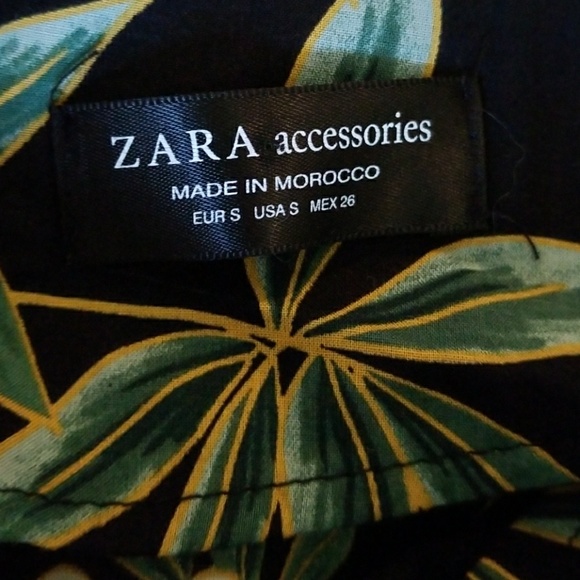 ZARA accessories
MADE IN MOROCCO
EUR S USA S MEX 26